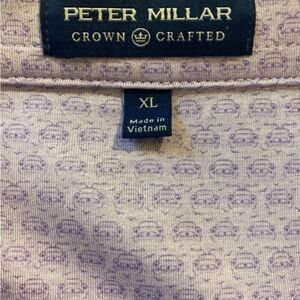 PETER MILLAR
CROWN CRAFTED
XL
Made in
Vietnam